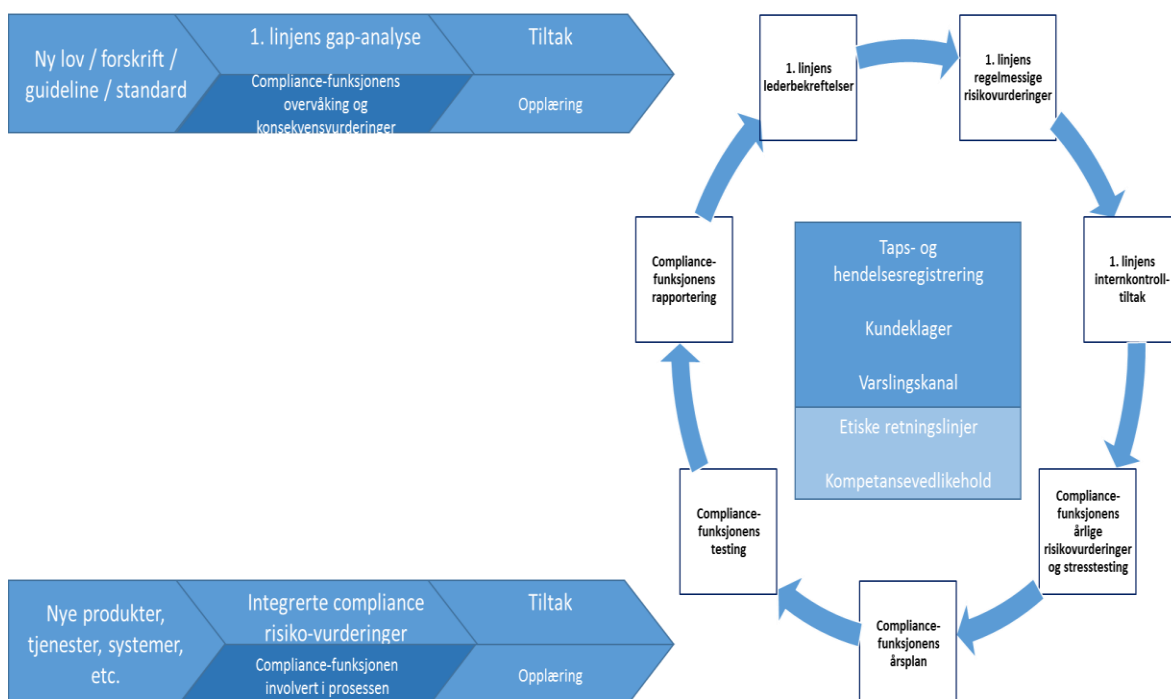 Ny lov / forskrift /
guideline / standard
1. linjens gap-analyse
Compliance-funksjonens
overvåking og
konsekvensvurderinger
Tiltak
Opplæring
1. linjens
lederbekreftelser
1. linjens
regelmessige
risikovurderinger
1. linjens
internkontroll-
tiltak
Compliance-
funksjonens
årlige
risikovurderinger
og stresstesting
Compliance-
funksjonens
årsplan
Compliance-
funksjonens
testing
Compliance-
funksjonens
rapportering
Taps- og
hendelsesregistrering
Kundeklager
Varslingskanal
Etiske retningslinjer
Kompetansevedlikehold
Nye produkter,
tjenester, systemer,
etc.
Integrerte compliance
risiko-vurderinger
Compliance-funksjonen
involvert i prosessen
Tiltak
Opplæring